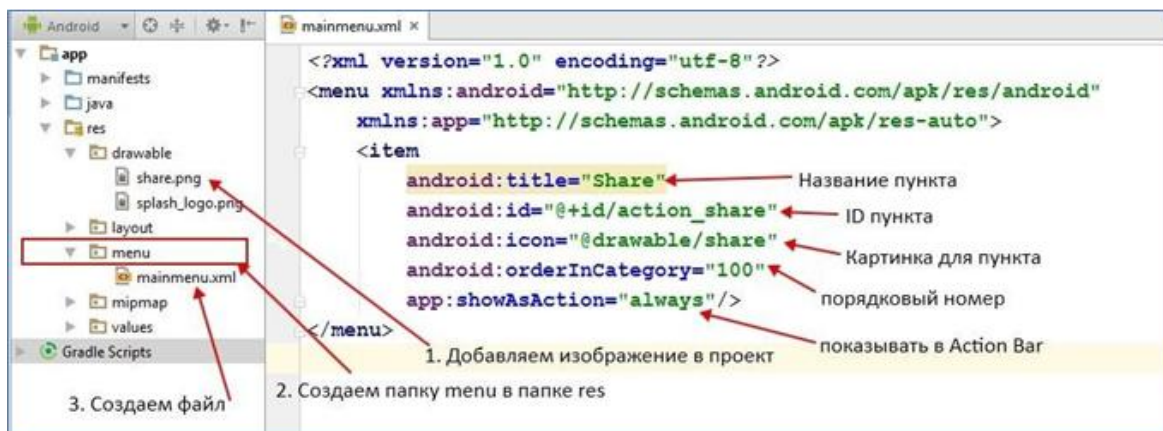 Android
mainmenu.xml ×
app
manifests
java
res
drawable
share.png
splash_logo.png
layout
menu
mainmenu.xml
mipmap
values
Gradle Scripts
<?xml version="1.0" encoding="utf-8"?>
<menu xmlns:android="http://schemas.android.com/apk/res/android"
xmlns:app="http://schemas.android.com/apk/res-auto">
<item
android:title="Share" Название пункта
android:id="@+id/action_share" ID пункта
android:icon="@drawable/share" Картинка для пункта
android:orderInCategory="100" порядковый номер
app:showAsAction="always"/> показывать в Action Bar
</menu>
1. Добавляем изображение в проект
2. Создаем папку menu в папке res
3. Создаем файл